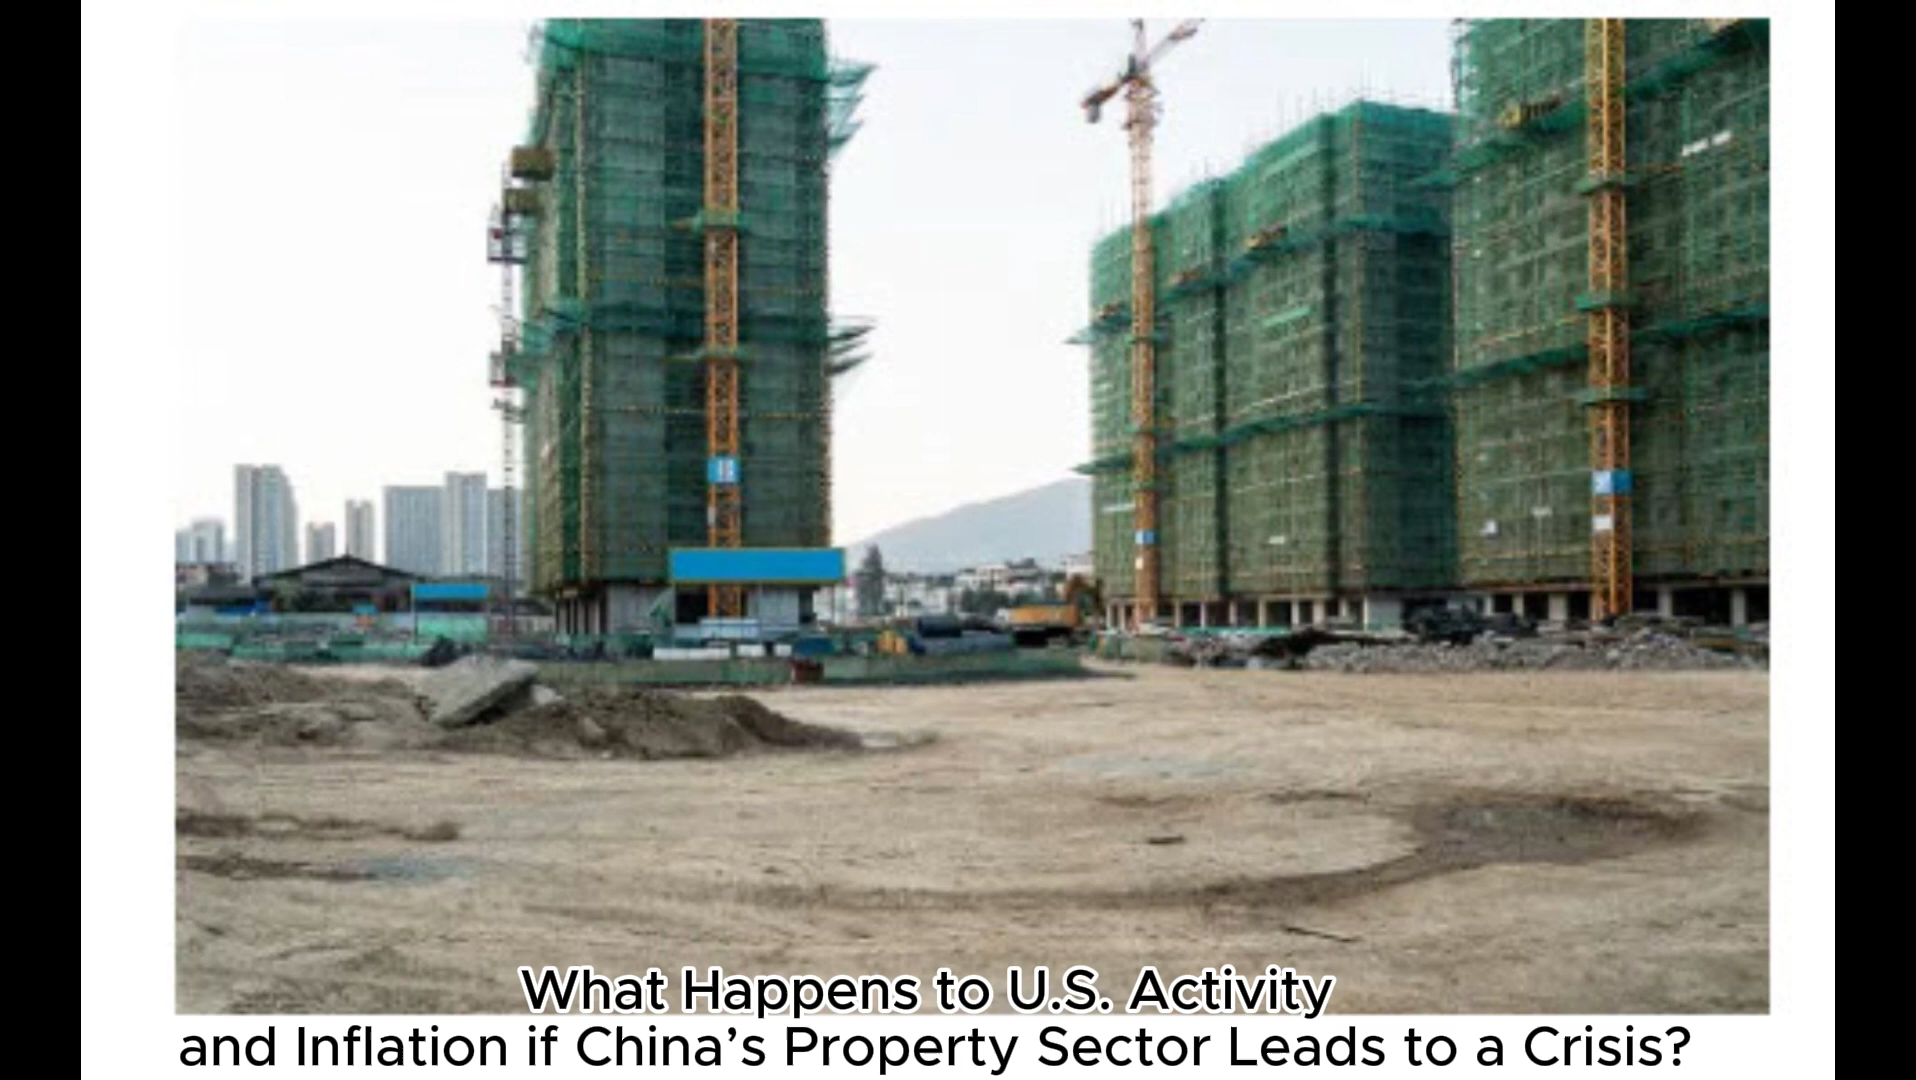 What Happens to U.S. Activity
and Inflation if China’s Property Sector Leads to a Crisis?